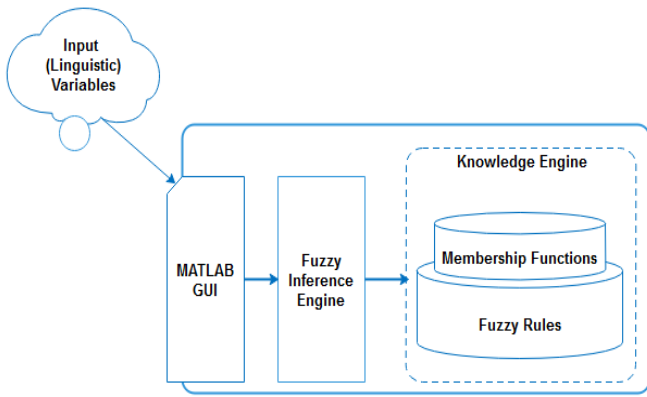 Input
(Linguistic)
Variables
Knowledge Engine
MATLAB
GUI
Fuzzy
Inference
Engine
Membership Functions
Fuzzy Rules